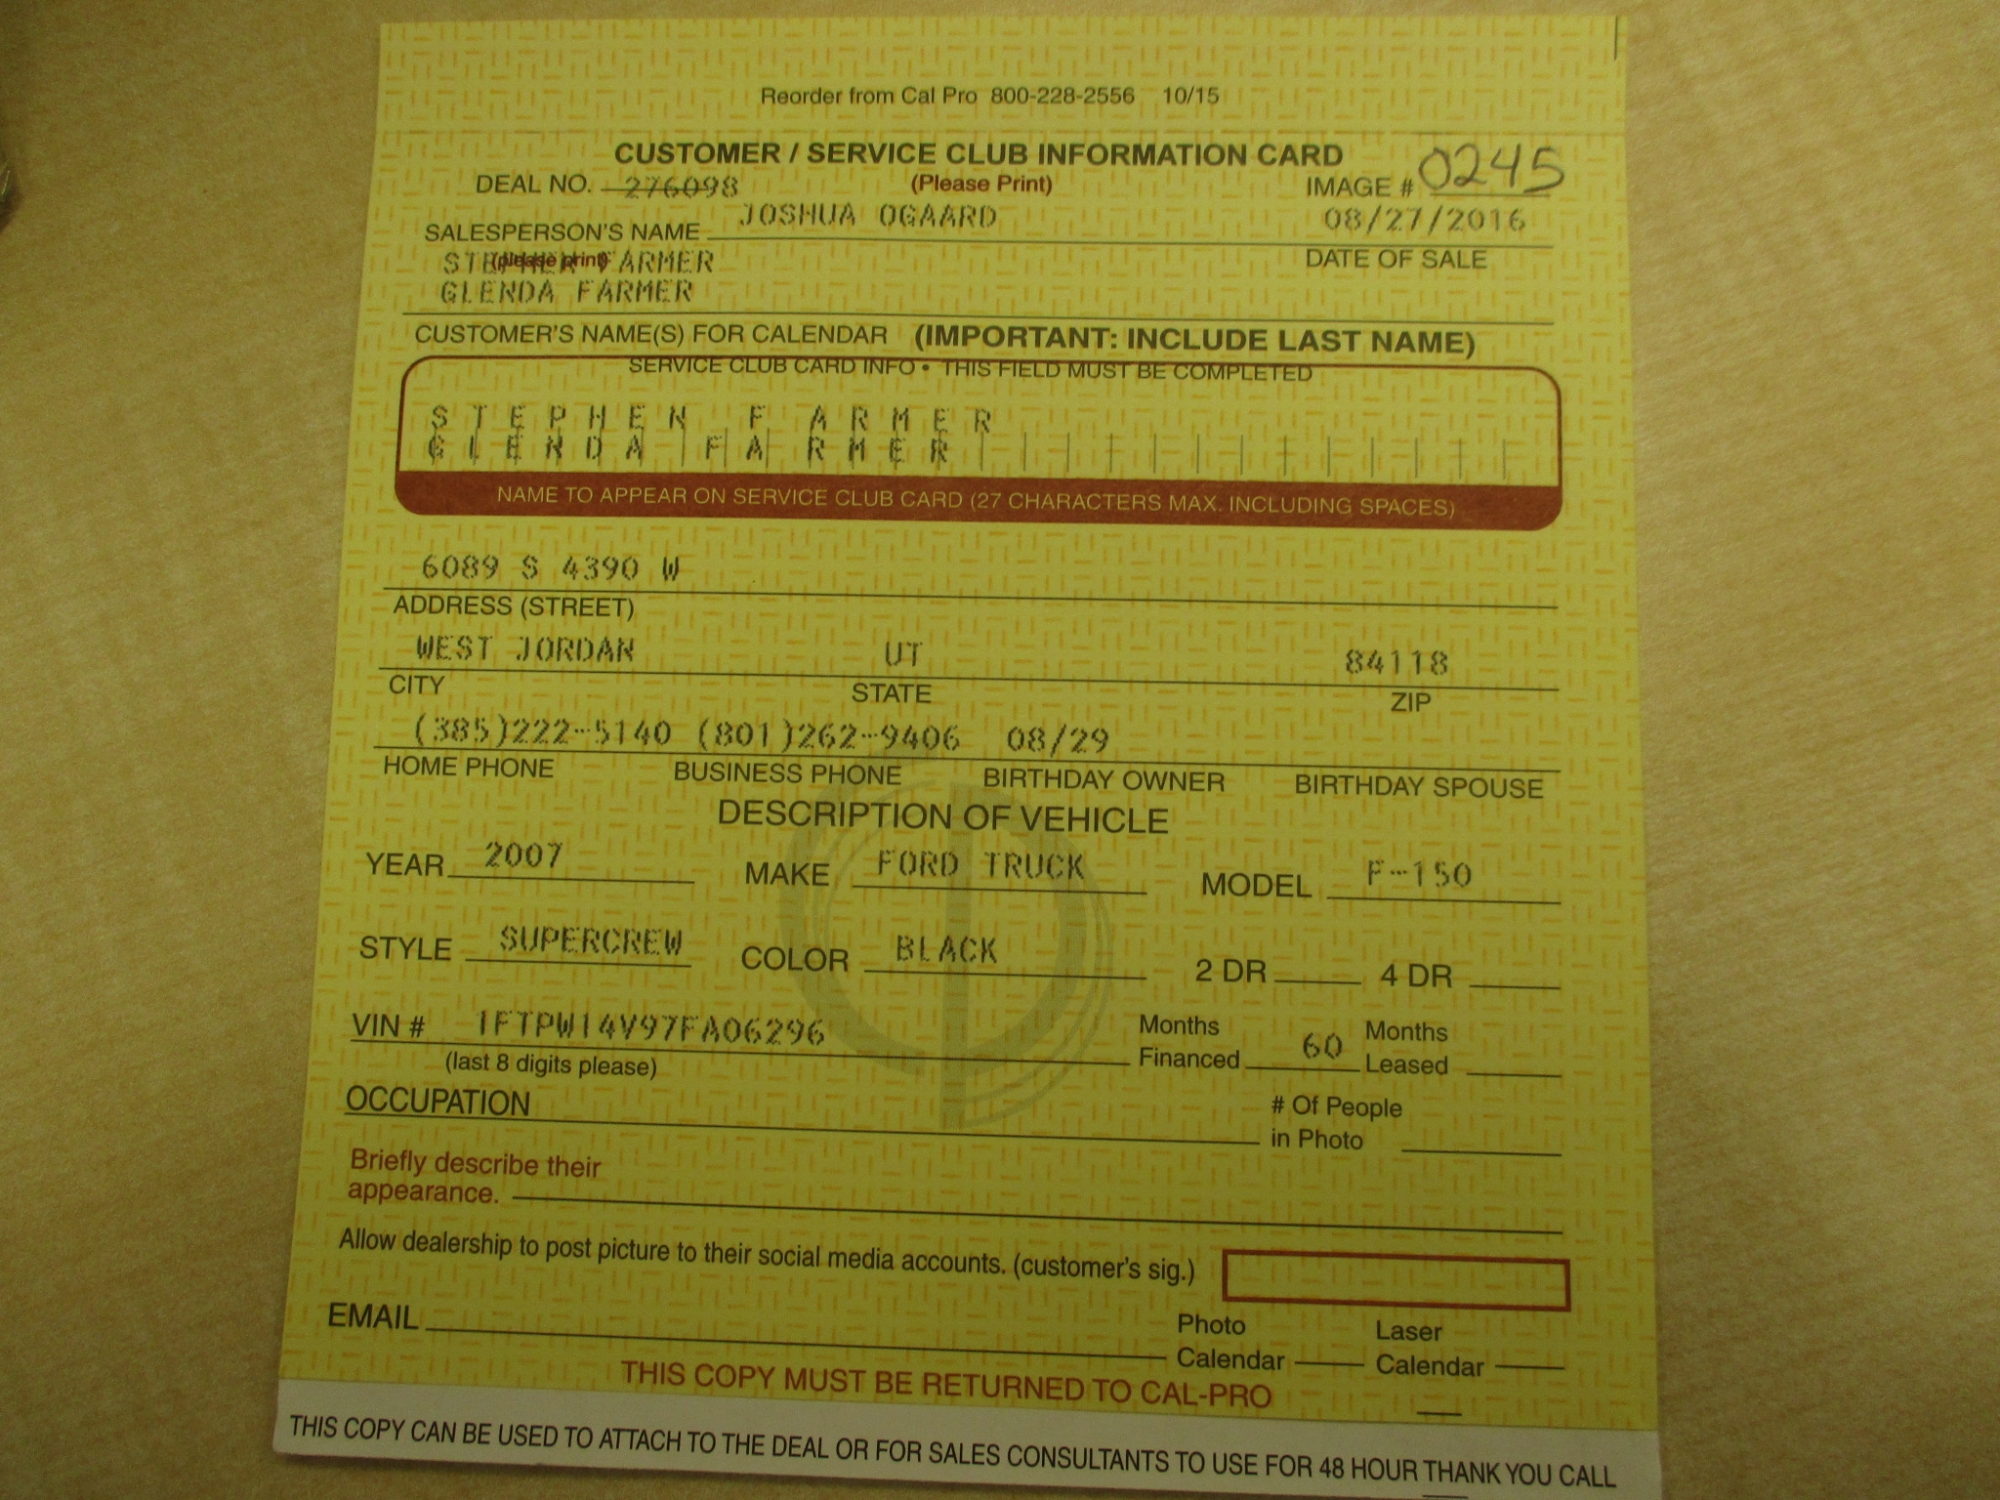 Reorder from Cal Pro 800-228-2556 10/15
CUSTOMER / SERVICE CLUB INFORMATION CARD
DEAL NO. 276098 (Please Print) IMAGE # 0245
SALESPERSON'S NAME JOSHUA OGAARD 08/27/2016
(please print) DATE OF SALE
STEPHEN FARMER
GLENDA FARMER
CUSTOMER'S NAME(S) FOR CALENDAR (IMPORTANT: INCLUDE LAST NAME)
SERVICE CLUB CARD INFO • THIS FIELD MUST BE COMPLETED
STEPHEN FARMER
GLENDA FARMER
NAME TO APPEAR ON SERVICE CLUB CARD (27 CHARACTERS MAX. INCLUDING SPACES)
6089 S 4390 W
ADDRESS (STREET)
WEST JORDAN UT 84118
CITY STATE ZIP
(385)222-5140 (801)262-9406 08/29
HOME PHONE BUSINESS PHONE BIRTHDAY OWNER BIRTHDAY SPOUSE
DESCRIPTION OF VEHICLE
YEAR 2007 MAKE FORD TRUCK MODEL F-150
STYLE SUPERCREW COLOR BLACK 2 DR 4 DR
VIN # 1FTPW14V97FA06296 Months Financed 60 Months Leased
(last 8 digits please)
OCCUPATION # Of People in Photo
Briefly describe their
appearance.
Allow dealership to post picture to their social media accounts. (customer's sig.)
EMAIL Photo Calendar Laser Calendar
THIS COPY MUST BE RETURNED TO CAL-PRO
THIS COPY CAN BE USED TO ATTACH TO THE DEAL OR FOR SALES CONSULTANTS TO USE FOR 48 HOUR THANK YOU CALL